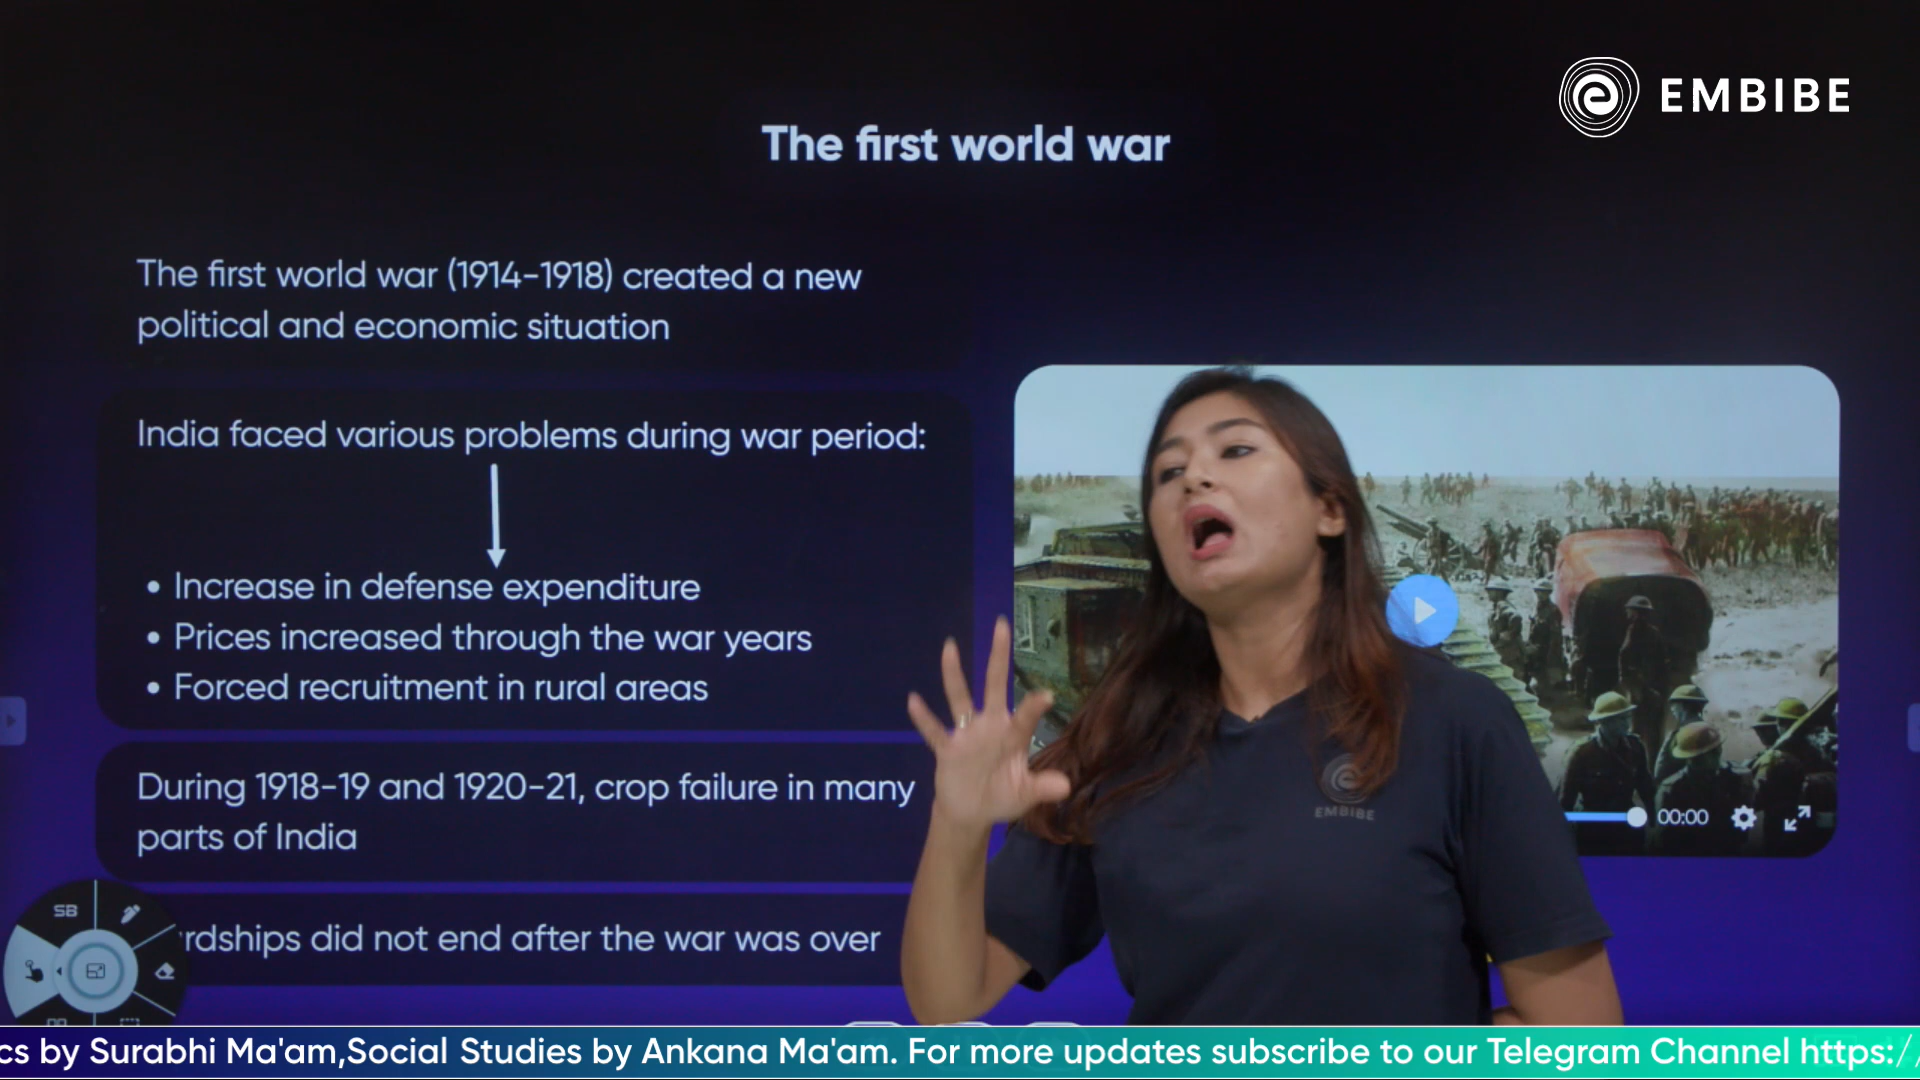 EMBIBE
The first world war
The first world war (1914-1918) created a new
political and economic situation
India faced various problems during war period:
• Increase in defense expenditure
• Prices increased through the war years
• Forced recruitment in rural areas
During 1918-19 and 1920-21, crop failure in many
parts of India
rdships did not end after the war was over
EMBIBE
00:00
SB
cs by Surabhi Ma'am,Social Studies by Ankana Ma'am. For more updates subscribe to our Telegram Channel https:/